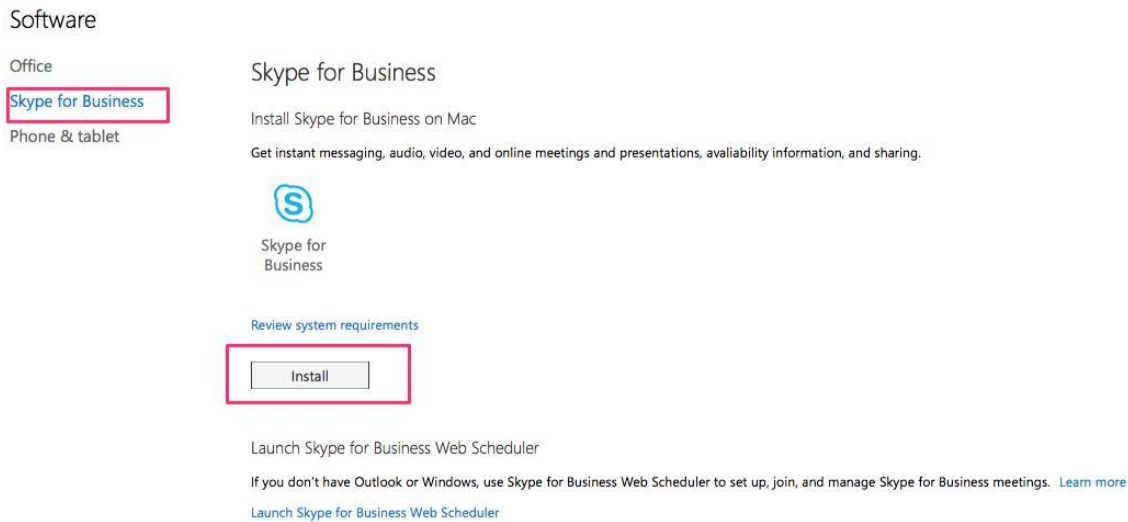 Software
Office
Skype for Business
Phone & tablet
Skype for Business
Install Skype for Business on Mac
Get instant messaging, audio, video, and online meetings and presentations, avaliability information, and sharing.
S
Skype for
Business
Review system requirements
Install
Launch Skype for Business Web Scheduler
If you don't have Outlook or Windows, use Skype for Business Web Scheduler to set up, join, and manage Skype for Business meetings. Learn more
Launch Skype for Business Web Scheduler